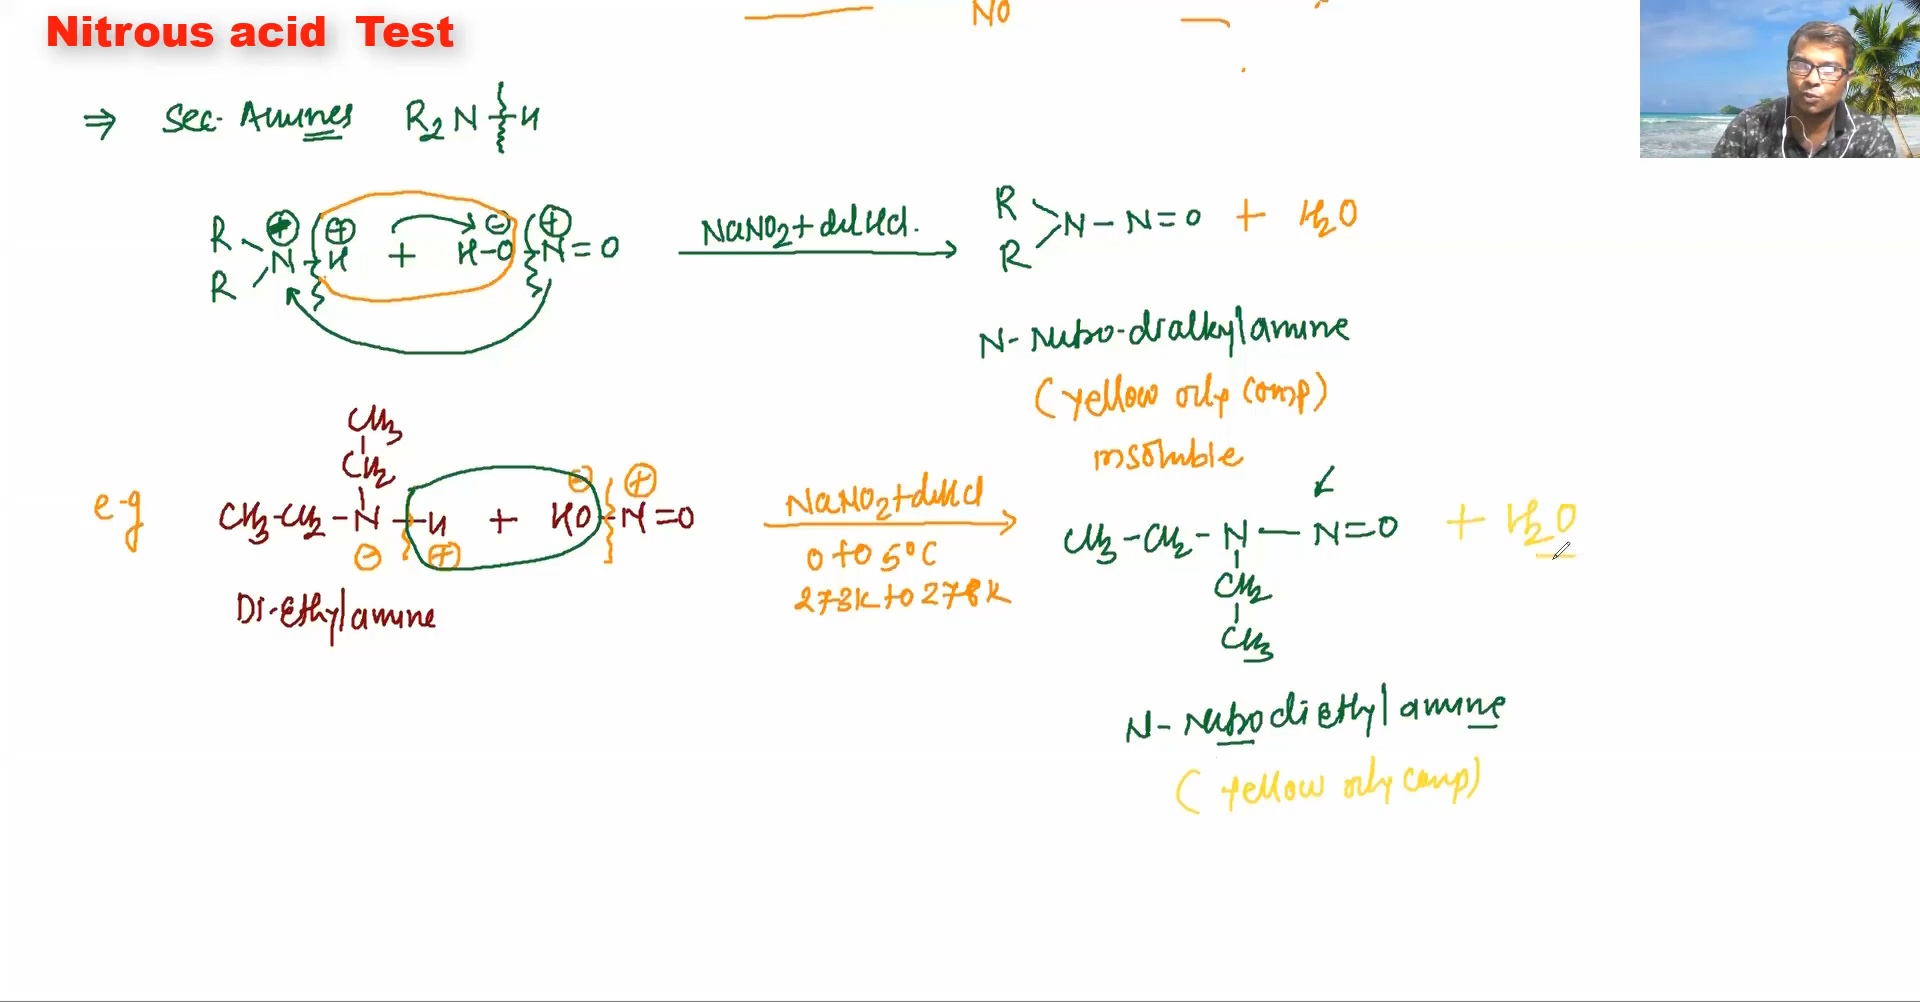 NO
Nitrous acid Test
⇒ Sec. Amines R2N-H
R R N-H + H-O-N=O NaNO2+dil HCl. R R N-N=O + H2O
N-Nitro-dialkylamine
(yellow oily comp)
insoluble
e-g CH3-CH2-N-H + HO-N=O NaNO2+dil HCl CH3-CH2-N-N=O + H2O
CH3
CH2
0 to 5°C
273K to 278K
CH2
CH3
Di-Ethylamine
N-Nitrosodiethylamine
(yellow oily comp)